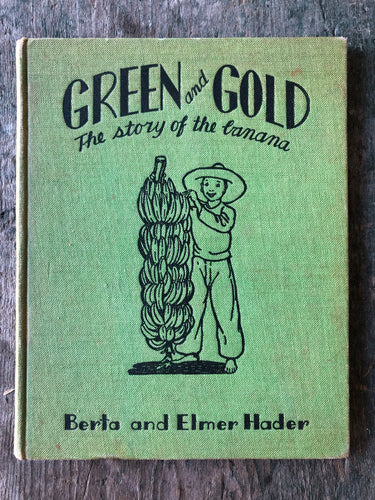 GREEN and GOLD
The story of the banana
Berta and Elmer Hader